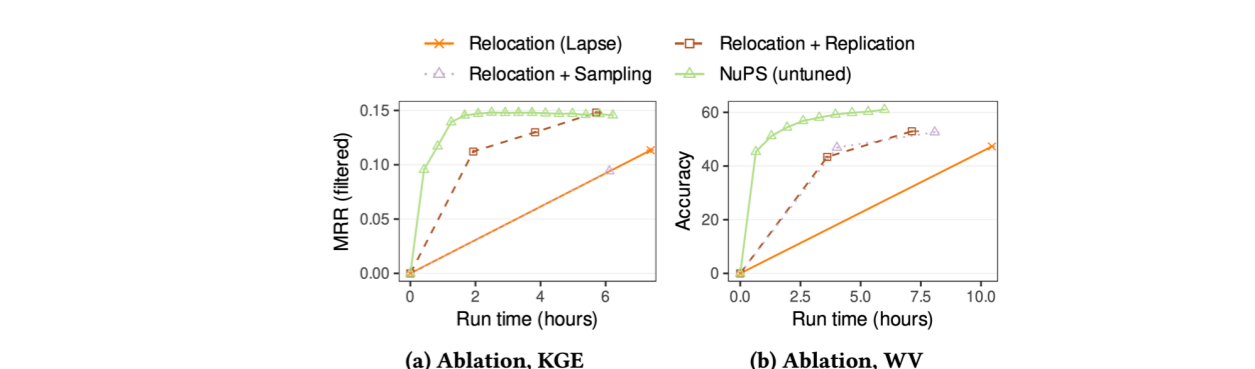 Relocation (Lapse)
Relocation + Replication
Relocation + Sampling
NuPS (untuned)
MRR (filtered)
0.15
0.10
0.05
0.00
0 2 4 6
Run time (hours)
Accuracy
60
40
20
0
0.0 2.5 5.0 7.5 10.0
Run time (hours)
(a) Ablation, KGE
(b) Ablation, WV